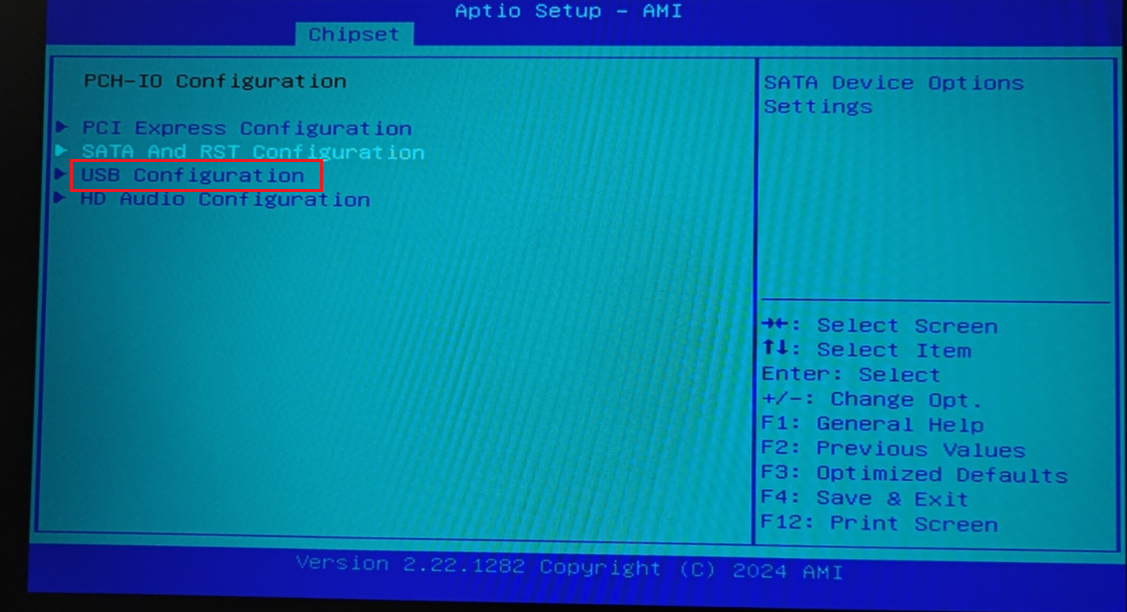 Aptio Setup - AMI
Chipset
PCH-IO Configuration
PCI Express Configuration
SATA And RST Configuration
USB Configuration
HD Audio Configuration
SATA Device Options
Settings
→←: Select Screen
↑↓: Select Item
Enter: Select
+/-: Change Opt.
F1: General Help
F2: Previous Values
F3: Optimized Defaults
F4: Save & Exit
F12: Print Screen
Version 2.22.1282 Copyright (C) 2024 AMI